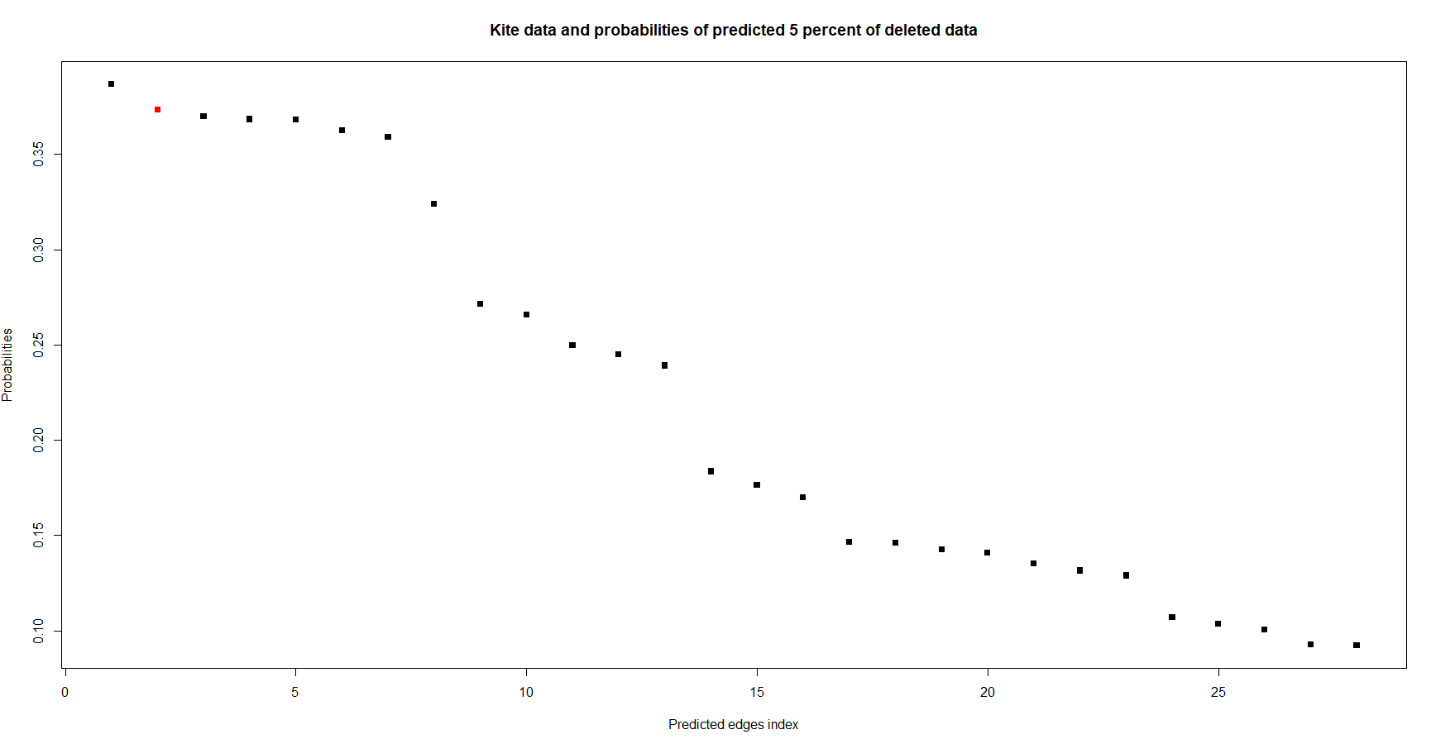 Kite data and probabilities of predicted 5 percent of deleted data
Probabilities
0.35
0.30
0.25
0.20
0.15
0.10
0 5 10 15 20 25
Predicted edges index